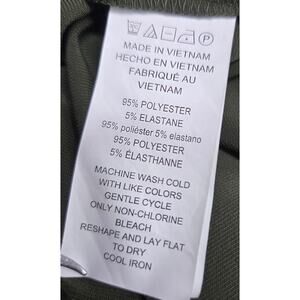 MADE IN VIETNAM
HECHO EN VIETNAM
FABRIQUÉ AU
VIETNAM
95% POLYESTER
5% ELASTANE
95% poliéster 5% elastano
95% POLYESTER
5% ÉLASTHANNE
MACHINE WASH COLD
WITH LIKE COLORS
GENTLE CYCLE
ONLY NON-CHLORINE
BLEACH
RESHAPE AND LAY FLAT
TO DRY
COOL IRON